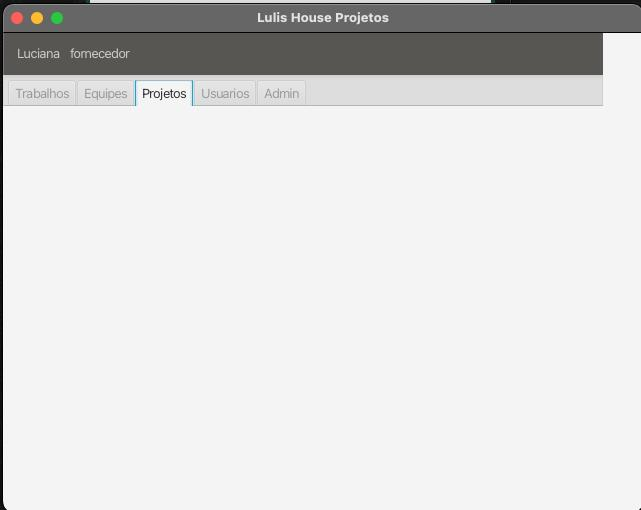 Lulis House Projetos
Luciana fornecedor
Trabalhos Equipes Projetos Usuarios Admin